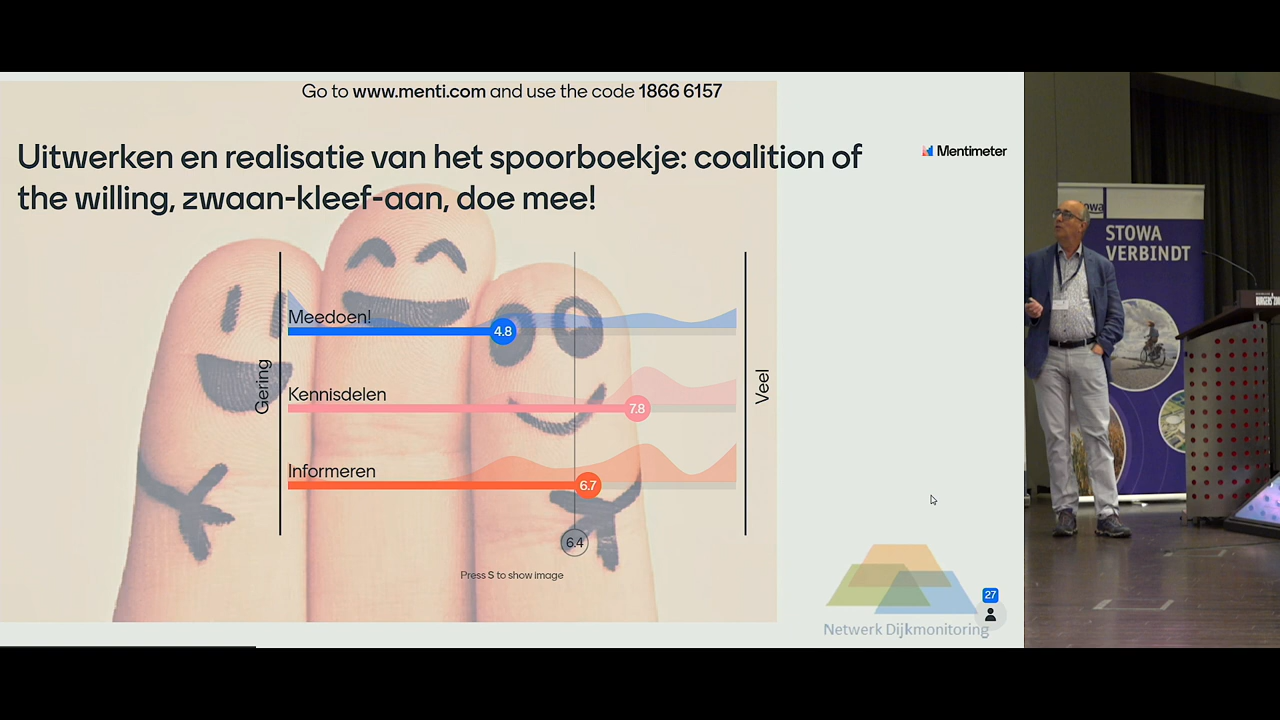 Go to www.menti.com and use the code 1866 6157
Uitwerken en realisatie van het spoorboekje: coalition of
the willing, zwaan-kleef-aan, doe mee!
Mentimeter
Gering
Meedoen!
4.8
Kennisdelen
7.8
Informeren
6.7
6.4
Veel
Press S to show image
27
Netwerk Dijkmonitoring
STOWA
VERBINDT